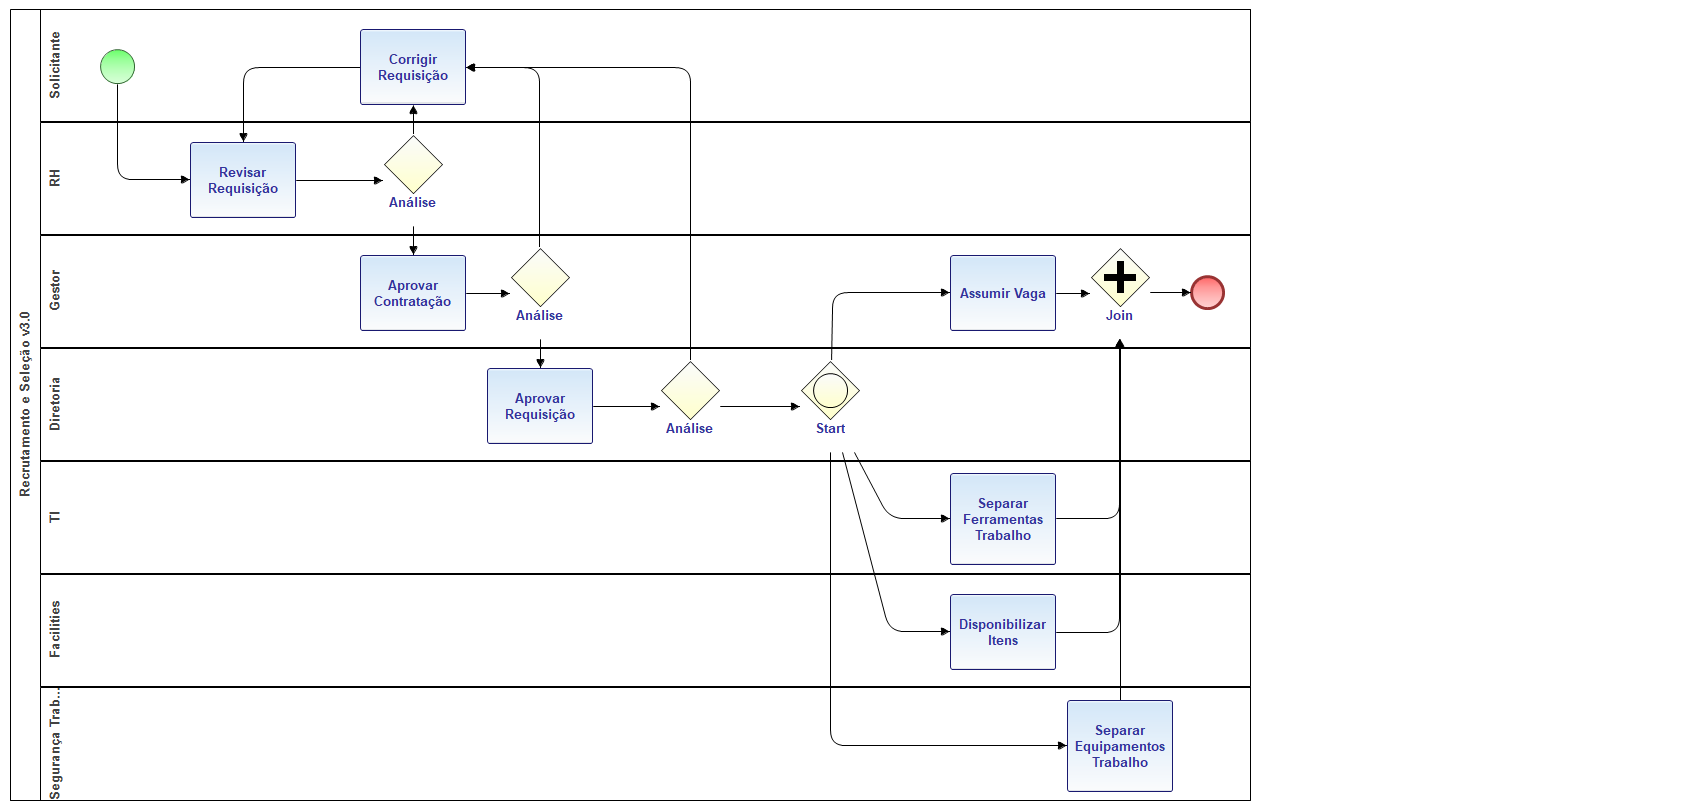 Recrutamento e Seleção v3.0
Solicitante
Corrigir
Requisição
RH
Revisar
Requisição
Análise
Gestor
Aprovar
Contratação
Análise
Assumir Vaga
Join
Diretoria
Aprovar
Requisição
Análise
Start
TI
Separar
Ferramentas
Trabalho
Facilities
Disponibilizar
Itens
Segurança Trab...
Separar
Equipamentos
Trabalho